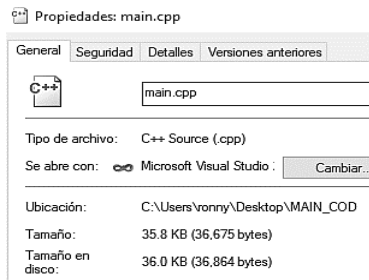 Propiedades: main.cpp
General Seguridad Detalles Versiones anteriores
C++
main.cpp
Tipo de archivo: C++ Source (.cpp)
Se abre con: Microsoft Visual Studio : Cambiar...
Ubicación: C:\Users\ronny\Desktop\MAIN_COD
Tamaño: 35.8 KB (36,675 bytes)
Tamaño en disco: 36.0 KB (36,864 bytes)